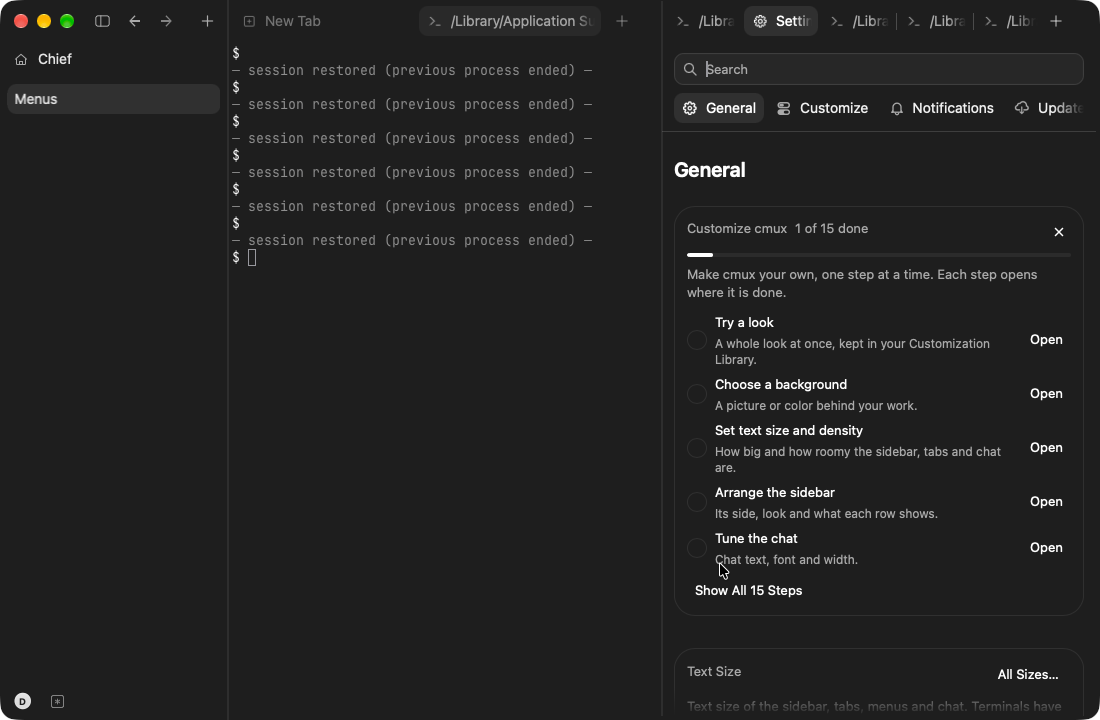 New Tab
/Library/Application Su
/Libra
Settin
/Libra
/Libra
/Libr
Chief
Menus
$
— session restored (previous process ended) —
$
— session restored (previous process ended) —
$
— session restored (previous process ended) —
$
— session restored (previous process ended) —
$
— session restored (previous process ended) —
$
— session restored (previous process ended) —
$
D
Search
General
Customize
Notifications
Update
General
Customize cmux 1 of 15 done
Make cmux your own, one step at a time. Each step opens
where it is done.
Try a look
A whole look at once, kept in your Customization
Library.
Open
Choose a background
A picture or color behind your work.
Open
Set text size and density
How big and how roomy the sidebar, tabs and chat
are.
Open
Arrange the sidebar
Its side, look and what each row shows.
Open
Tune the chat
Chat text, font and width.
Open
Show All 15 Steps
Text Size
All Sizes...
Text size of the sidebar, tabs, menus and chat. Terminals have